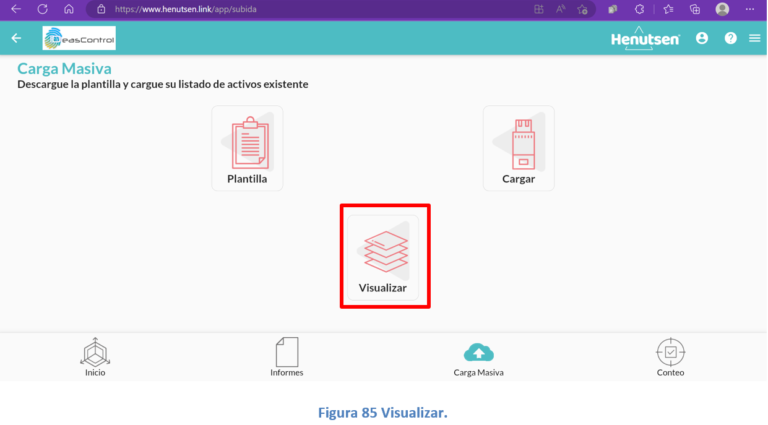 https://www.henutsen.link/app/subida
easControl
Henutsen
Carga Masiva
Descargue la plantilla y cargue su listado de activos existente
Plantilla
Cargar
Visualizar
Inicio
Informes
Carga Masiva
Conteo
Figura 85 Visualizar.